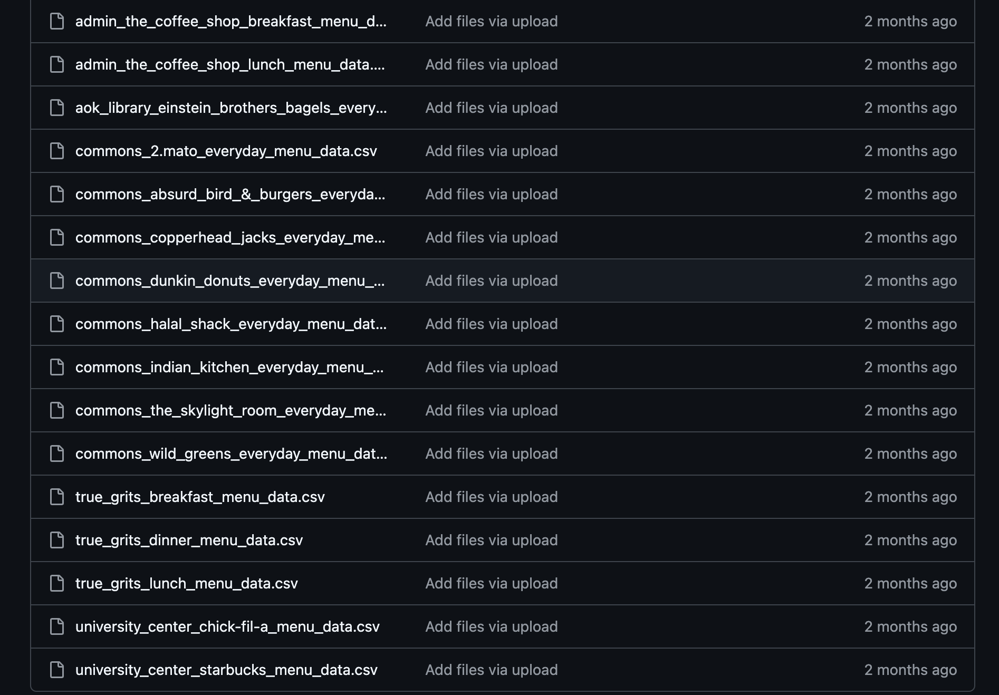 admin_the_coffee_shop_breakfast_menu_d... Add files via upload 2 months ago
admin_the_coffee_shop_lunch_menu_data.... Add files via upload 2 months ago
aok_library_einstein_brothers_bagels_every... Add files via upload 2 months ago
commons_2.mato_everyday_menu_data.csv Add files via upload 2 months ago
commons_absurd_bird_&_burgers_everyda... Add files via upload 2 months ago
commons_copperhead_jacks_everyday_me... Add files via upload 2 months ago
commons_dunkin_donuts_everyday_menu_... Add files via upload 2 months ago
commons_halal_shack_everyday_menu_dat... Add files via upload 2 months ago
commons_indian_kitchen_everyday_menu_... Add files via upload 2 months ago
commons_the_skylight_room_everyday_me... Add files via upload 2 months ago
commons_wild_greens_everyday_menu_dat... Add files via upload 2 months ago
true_grits_breakfast_menu_data.csv Add files via upload 2 months ago
true_grits_dinner_menu_data.csv Add files via upload 2 months ago
true_grits_lunch_menu_data.csv Add files via upload 2 months ago
university_center_chick-fil-a_menu_data.csv Add files via upload 2 months ago
university_center_starbucks_menu_data.csv Add files via upload 2 months ago